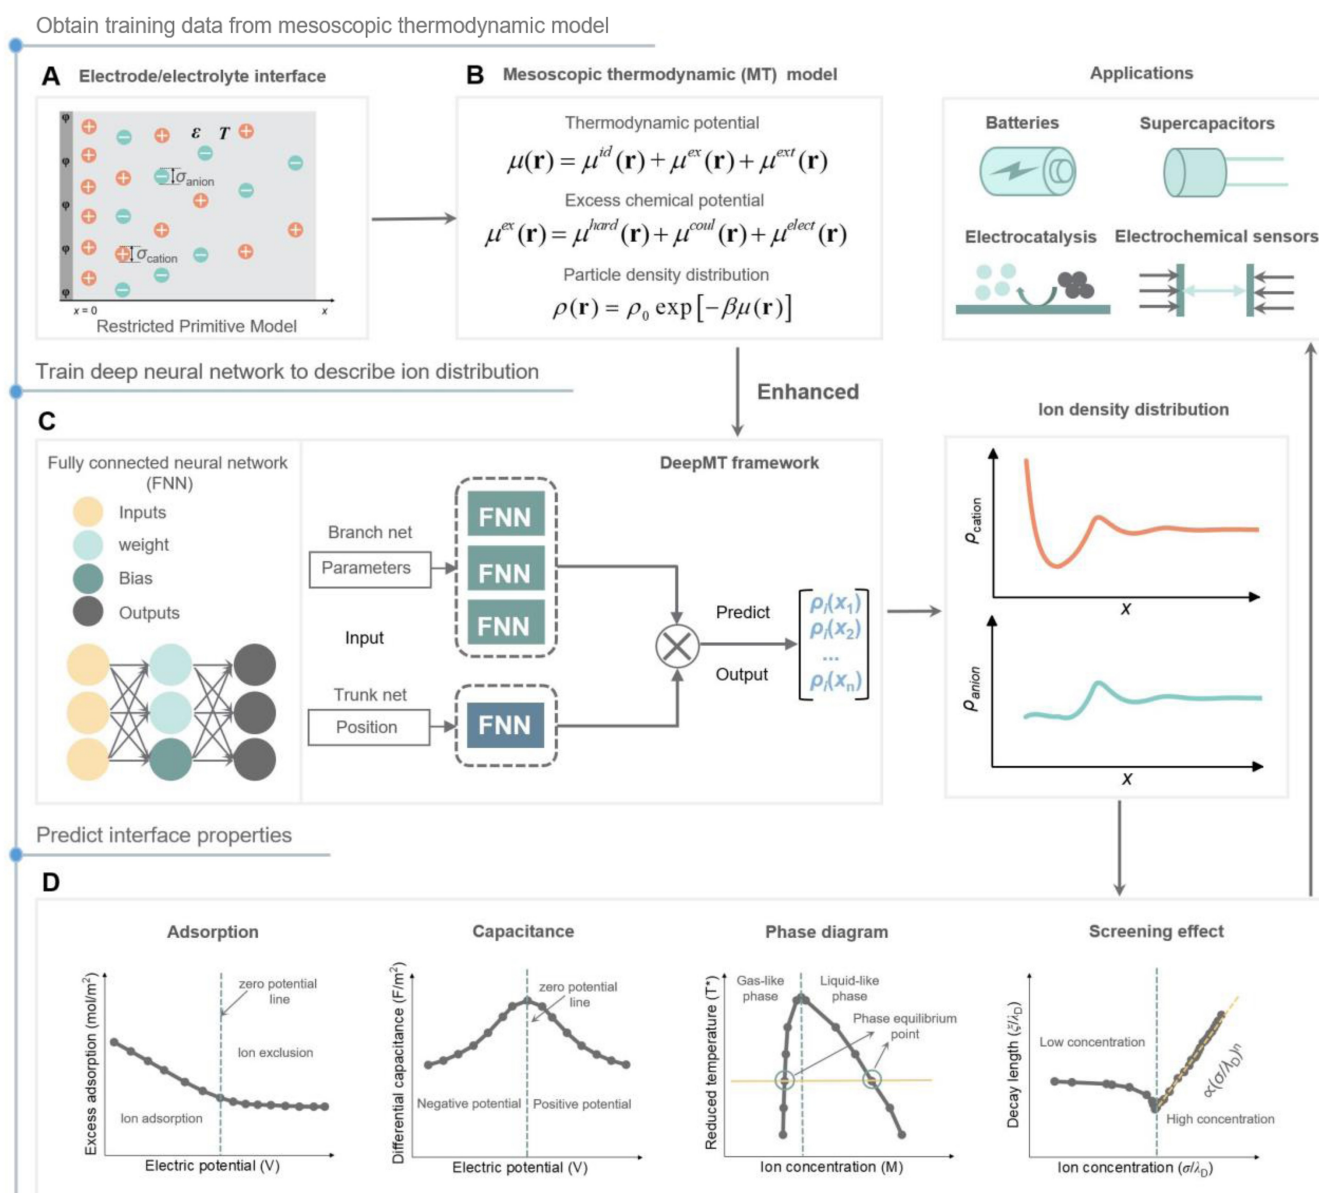 Obtain training data from mesoscopic thermodynamic model
A
Electrode/electrolyte interface
φ
φ
φ
φ
φ
ε T
σanion
σcation
x = 0
x
Restricted Primitive Model
B
Mesoscopic thermodynamic (MT) model
Thermodynamic potential
μ(r) = μ^id(r) + μ^ex(r) + μ^ext(r)
Excess chemical potential
μ^ex(r) = μ^hard(r) + μ^coul(r) + μ^elect(r)
Particle density distribution
ρ(r) = ρ₀ exp[−βμ(r)]
Applications
Batteries
Supercapacitors
Electrocatalysis
Electrochemical sensors
Train deep neural network to describe ion distribution
Enhanced
C
Fully connected neural network
(FNN)
Inputs
weight
Bias
Outputs
DeepMT framework
Branch net
Parameters
Input
Trunk net
Position
FNN
FNN
FNN
FNN
Predict
Output
ρᵢ(x₁)
ρᵢ(x₂)
...
ρᵢ(xₙ)
Ion density distribution
ρcation
x
ρanion
x
Predict interface properties
D
Adsorption
Excess adsorption (mol/m²)
zero potential
line
Ion exclusion
Ion adsorption
Electric potential (V)
Capacitance
Differential capacitance (F/m²)
zero potential
line
Negative potential
Positive potential
Electric potential (V)
Phase diagram
Reduced temperature (T*)
Gas-like
phase
Liquid-like
phase
Phase equilibrium
point
Ion concentration (M)
Screening effect
Decay length (ξ/λD)
Low concentration
∝(σ/λD)ⁿ
High concentration
Ion concentration (σ/λD)